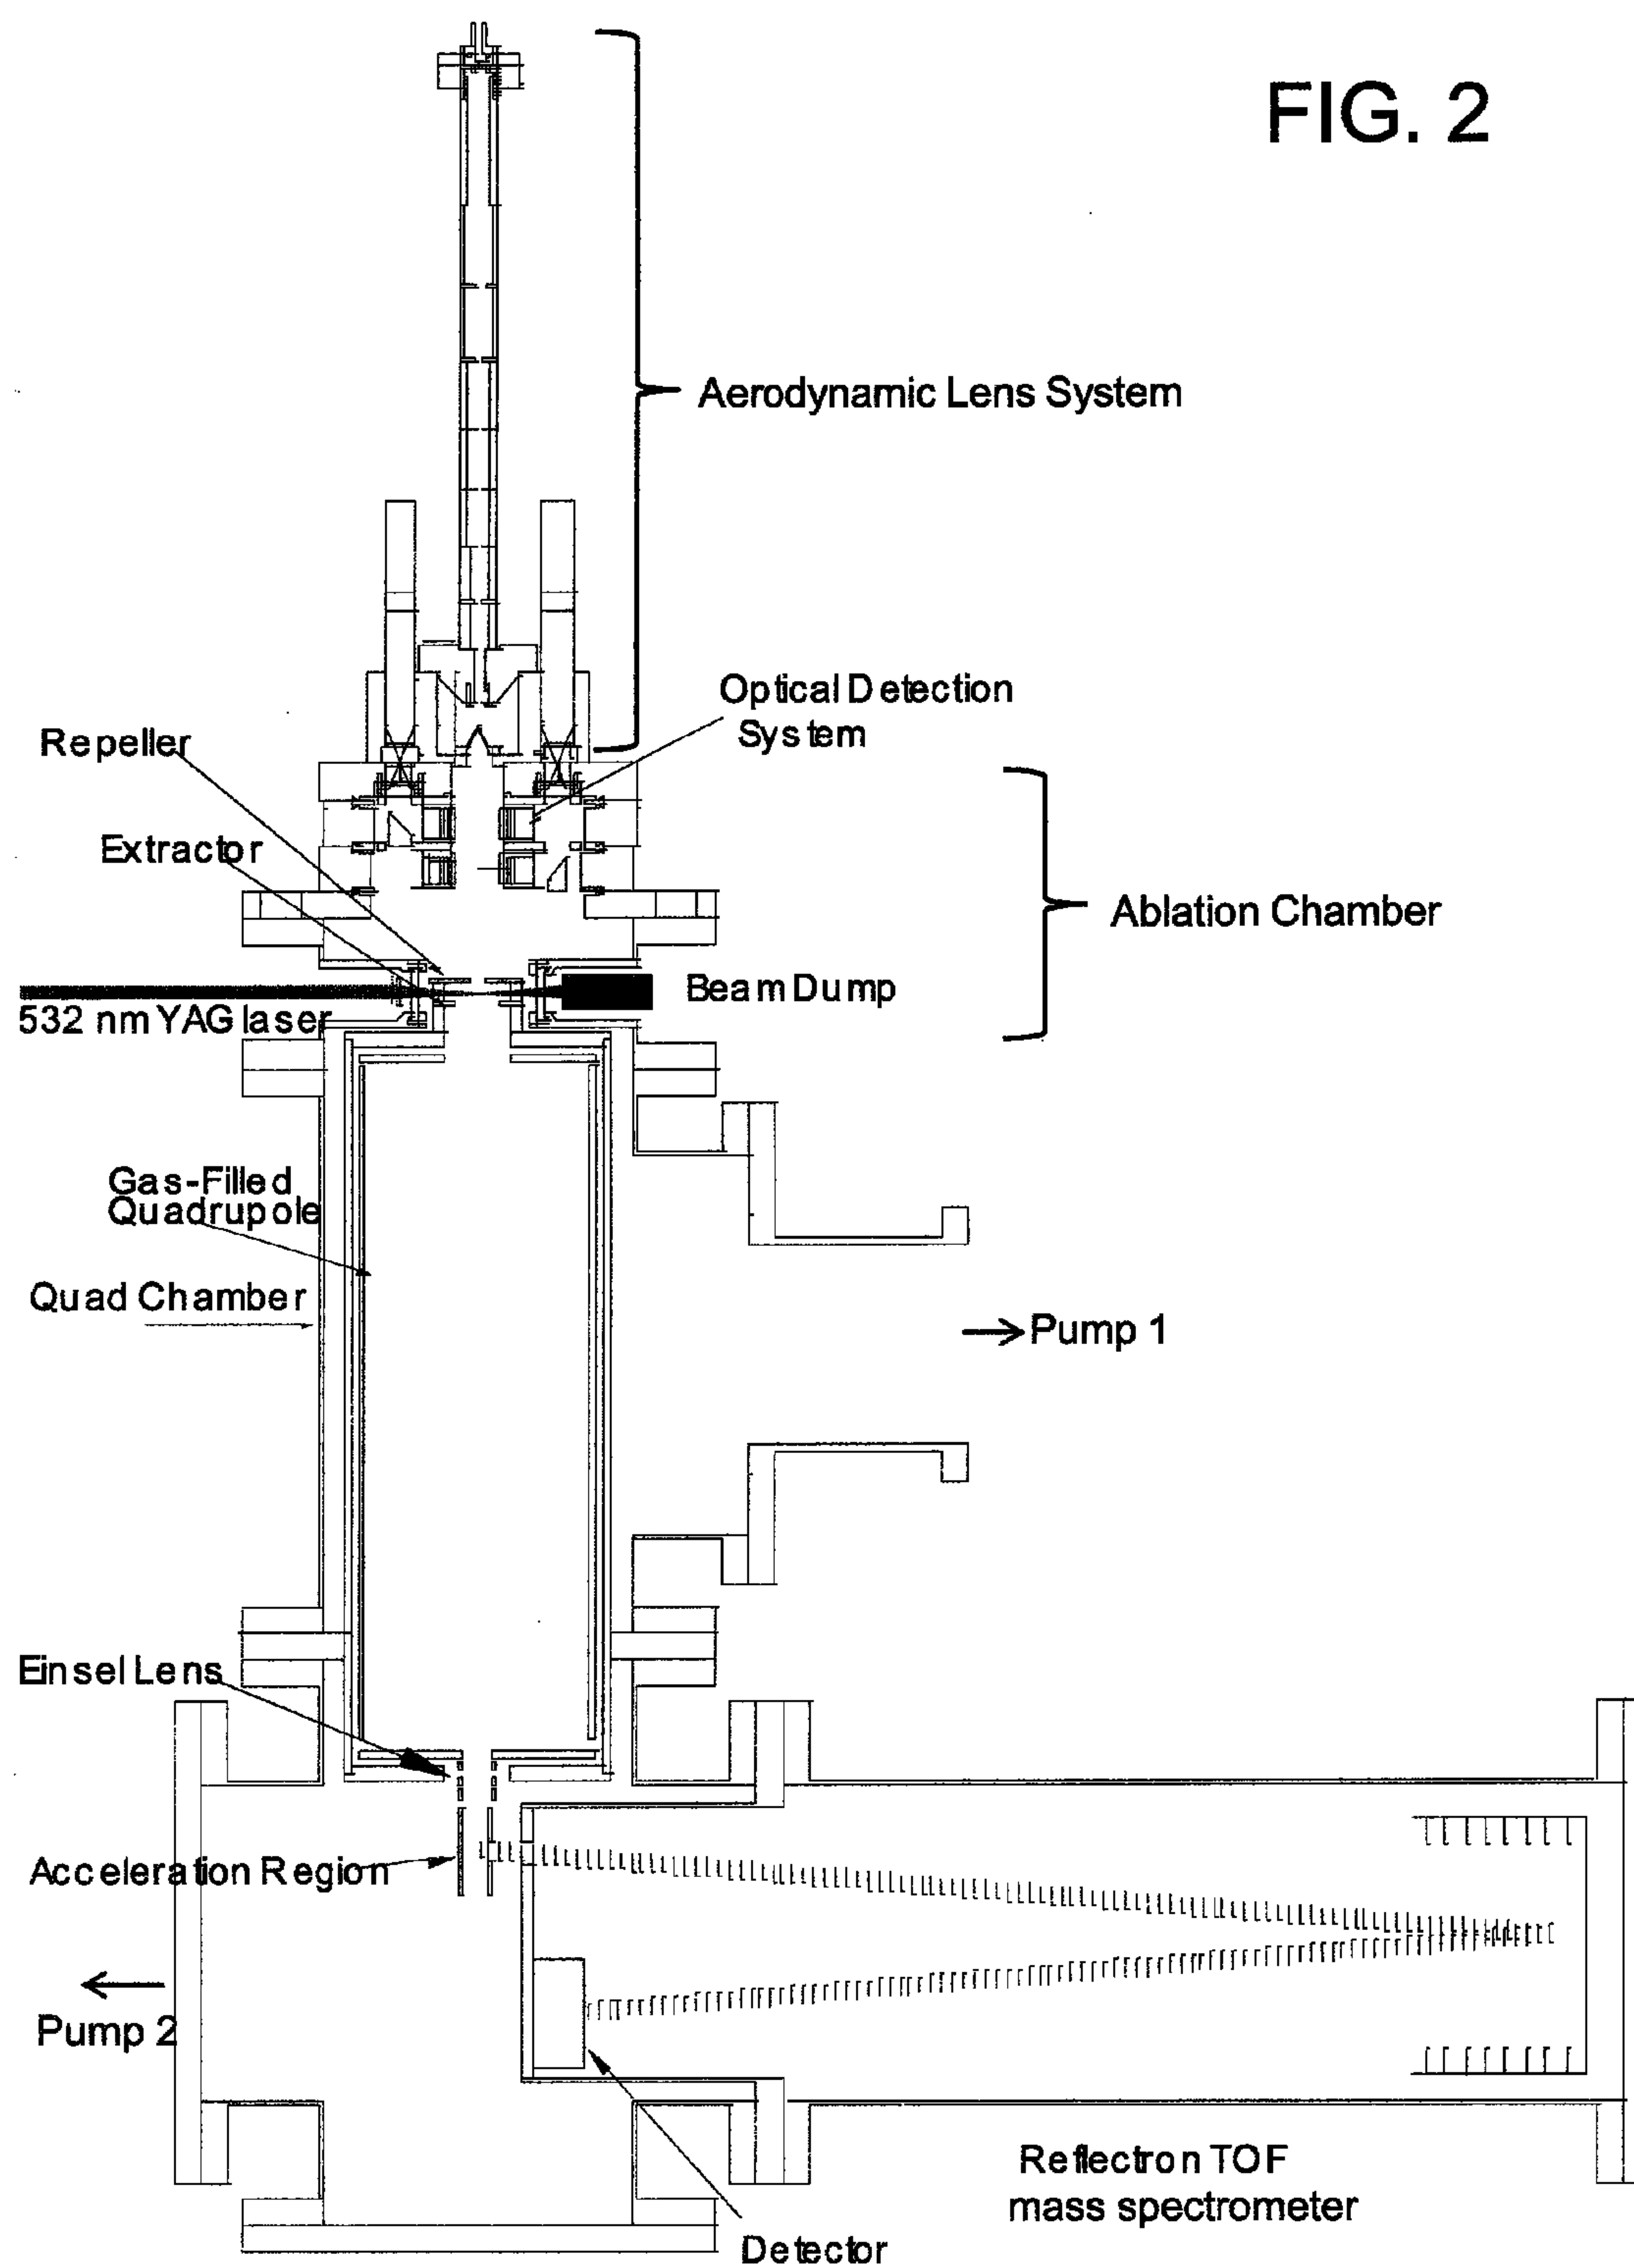 FIG. 2
Aerodynamic Lens System
Optical Detection
System
Repeller
Extractor
Ablation Chamber
Beam Dump
532 nm YAG laser
Gas-Filled
Quadrupole
Quad Chamber
Pump 1
Einsel Lens
Acceleration Region
Pump 2
Reflectron TOF
mass spectrometer
Detector